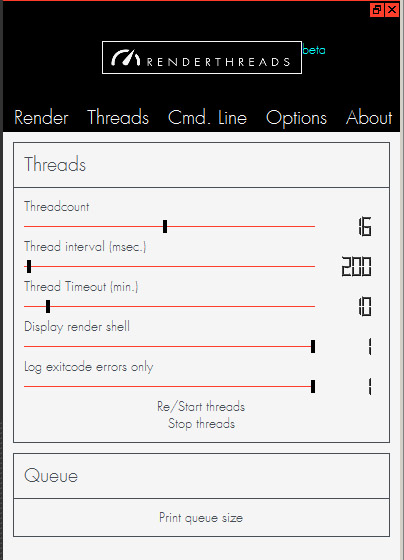 RENDERTHREADS beta
Render Threads Cmd. Line Options About
Threads
Threadcount 16
Thread interval (msec.) 200
Thread Timeout (min.) 10
Display render shell 1
Log exitcode errors only 1
Re/Start threads
Stop threads
Queue
Print queue size